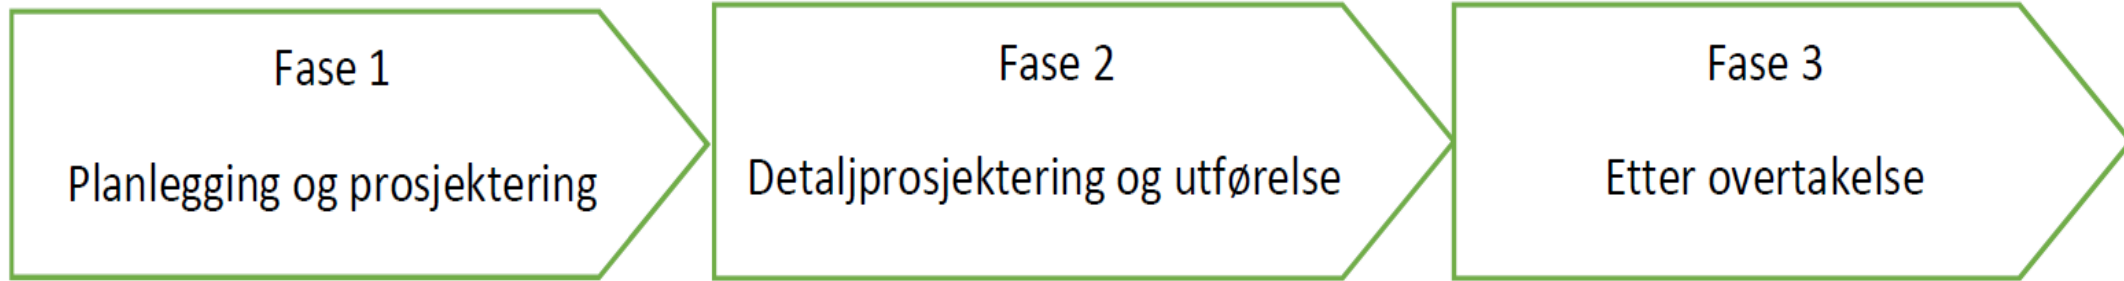 Fase 1
Planlegging og prosjektering
Fase 2
Detaljprosjektering og utførelse
Fase 3
Etter overtakelse